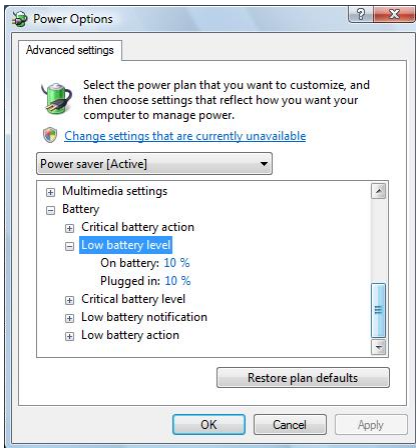 Power Options
Advanced settings
Select the power plan that you want to customize, and
then choose settings that reflect how you want your
computer to manage power.
Change settings that are currently unavailable
Power saver [Active]
Multimedia settings
Battery
Critical battery action
Low battery level
On battery: 10 %
Plugged in: 10 %
Critical battery level
Low battery notification
Low battery action
Restore plan defaults
OK Cancel Apply